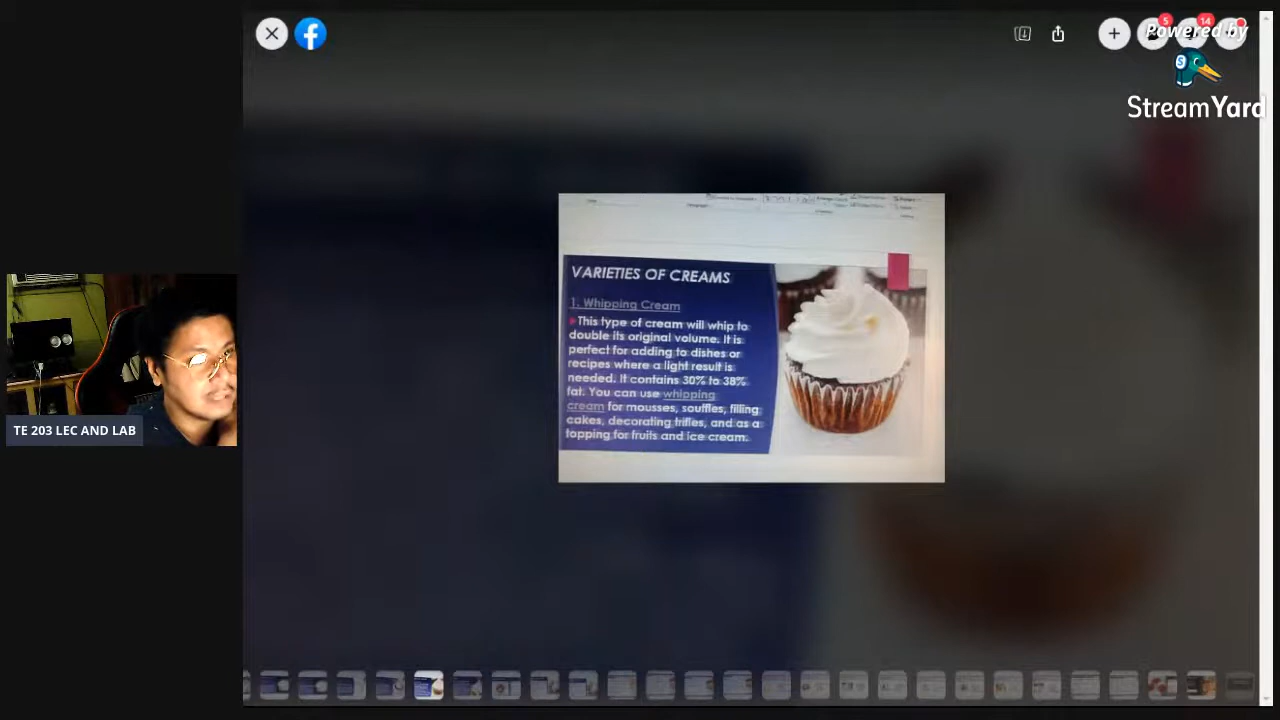 5
14
Powered by
S
StreamYard
VARIETIES OF CREAMS
1. Whipping Cream
This type of cream will whip to
double its original volume. It is
perfect for adding to dishes or
recipes where a light result is
needed. It contains 30% to 38%
fat. You can use whipping
cream for mousses, souffles, filling
cakes, decorating trifles, and as a
topping for fruits and ice cream.
TE 203 LEC AND LAB